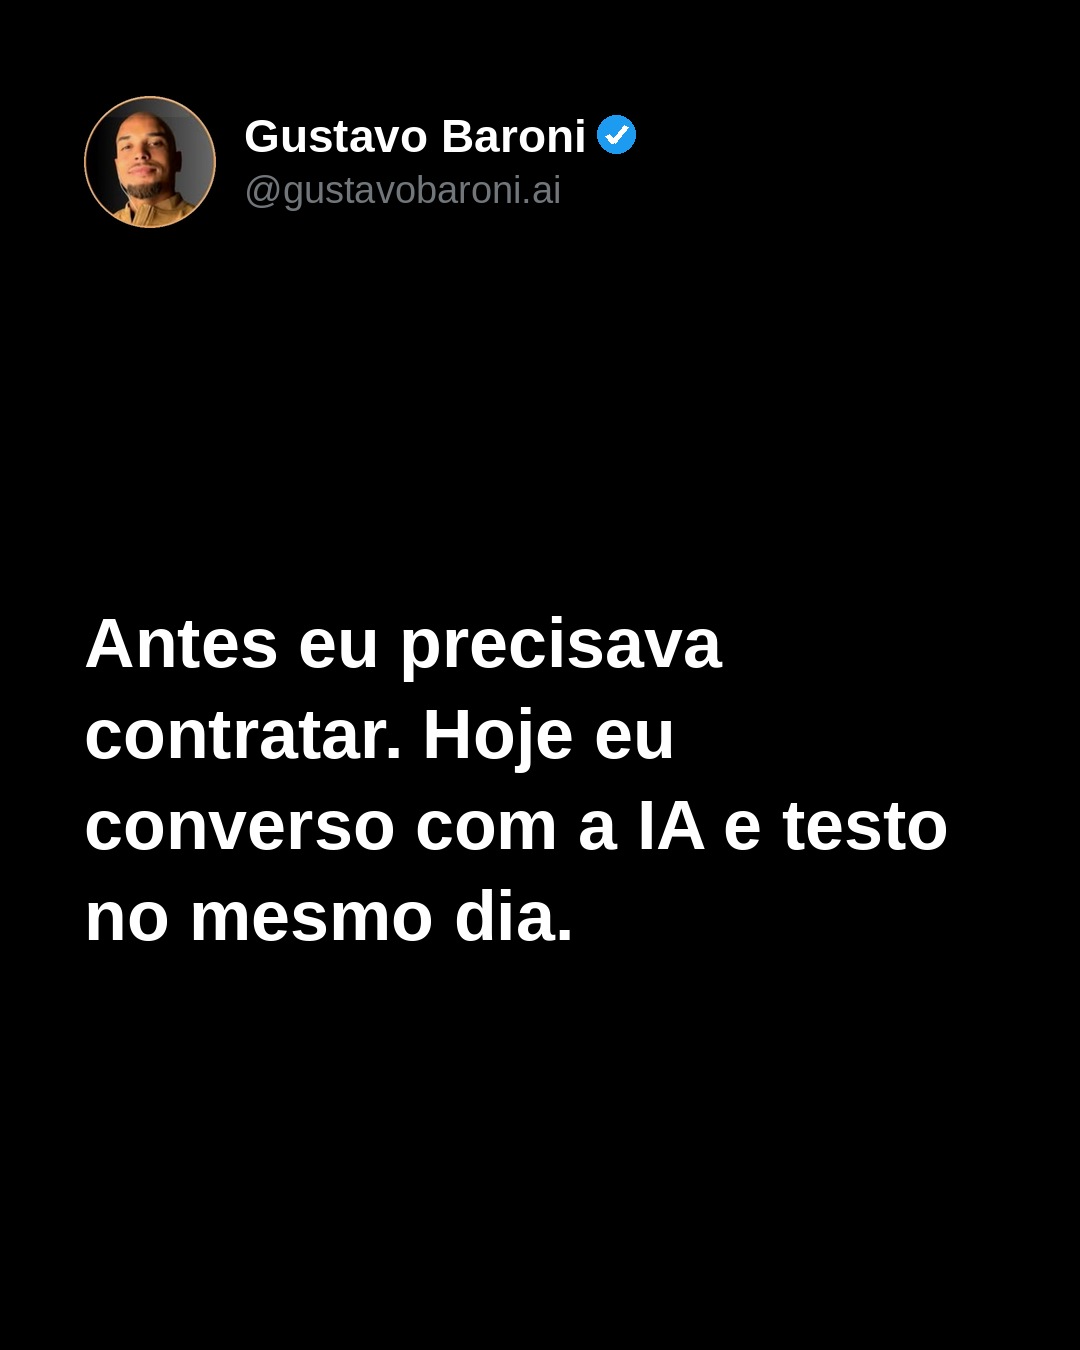 Gustavo Baroni
@gustavobaroni.ai
Antes eu precisava
contratar. Hoje eu
converso com a IA e testo
no mesmo dia.